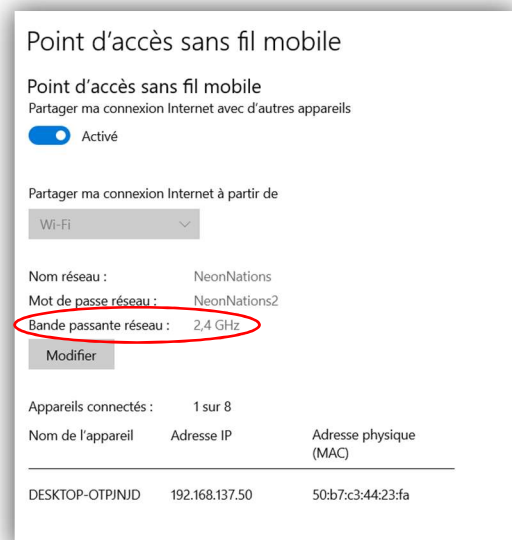 Point d'accès sans fil mobile
Point d'accès sans fil mobile
Partager ma connexion Internet avec d'autres appareils
Activé
Partager ma connexion Internet à partir de
Wi-Fi
Nom réseau : NeonNations
Mot de passe réseau : NeonNations2
Bande passante réseau : 2,4 GHz
Modifier
Appareils connectés : 1 sur 8
Nom de l'appareil Adresse IP Adresse physique
(MAC)
DESKTOP-OTPJNJD 192.168.137.50 50:b7:c3:44:23:fa